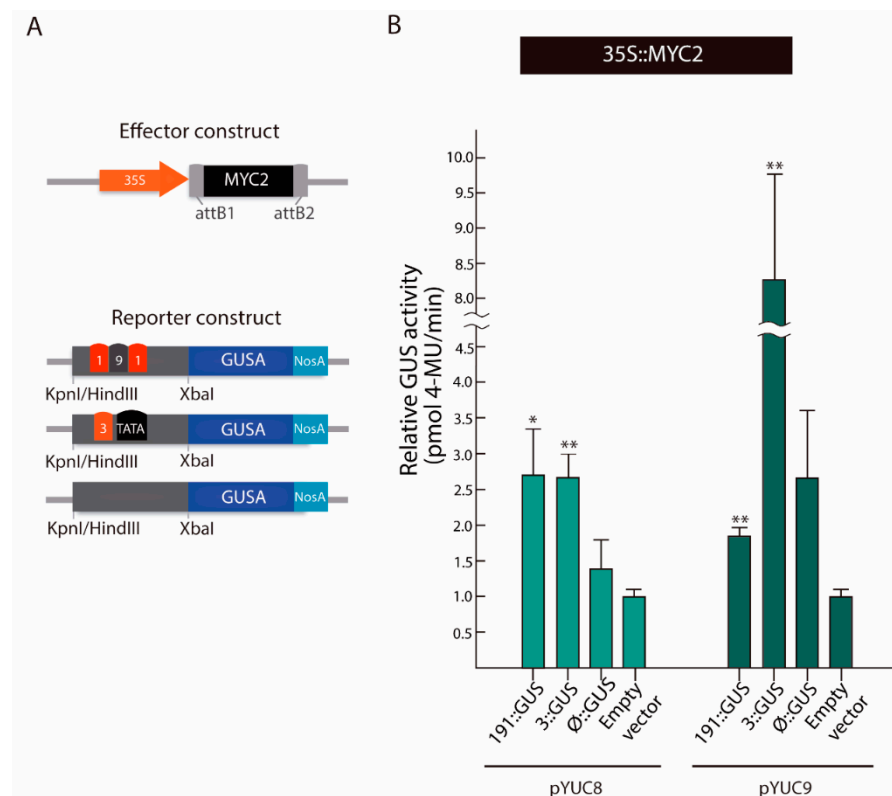 A
Effector construct
35S
MYC2
attB1
attB2
Reporter construct
1 9 1
GUSA
NosA
KpnI/HindIII
XbaI
3
TATA
GUSA
NosA
KpnI/HindIII
XbaI
GUSA
NosA
KpnI/HindIII
XbaI
B
35S::MYC2
Relative GUS activity
(pmol 4-MU/min)
10.0
9.5
9.0
8.5
8.0
4.5
4.0
3.5
3.0
2.5
2.0
1.5
1.0
0.5
*
**
**
**
191::GUS
3::GUS
Ø::GUS
Empty
vector
191::GUS
3::GUS
Ø::GUS
Empty
vector
pYUC8
pYUC9